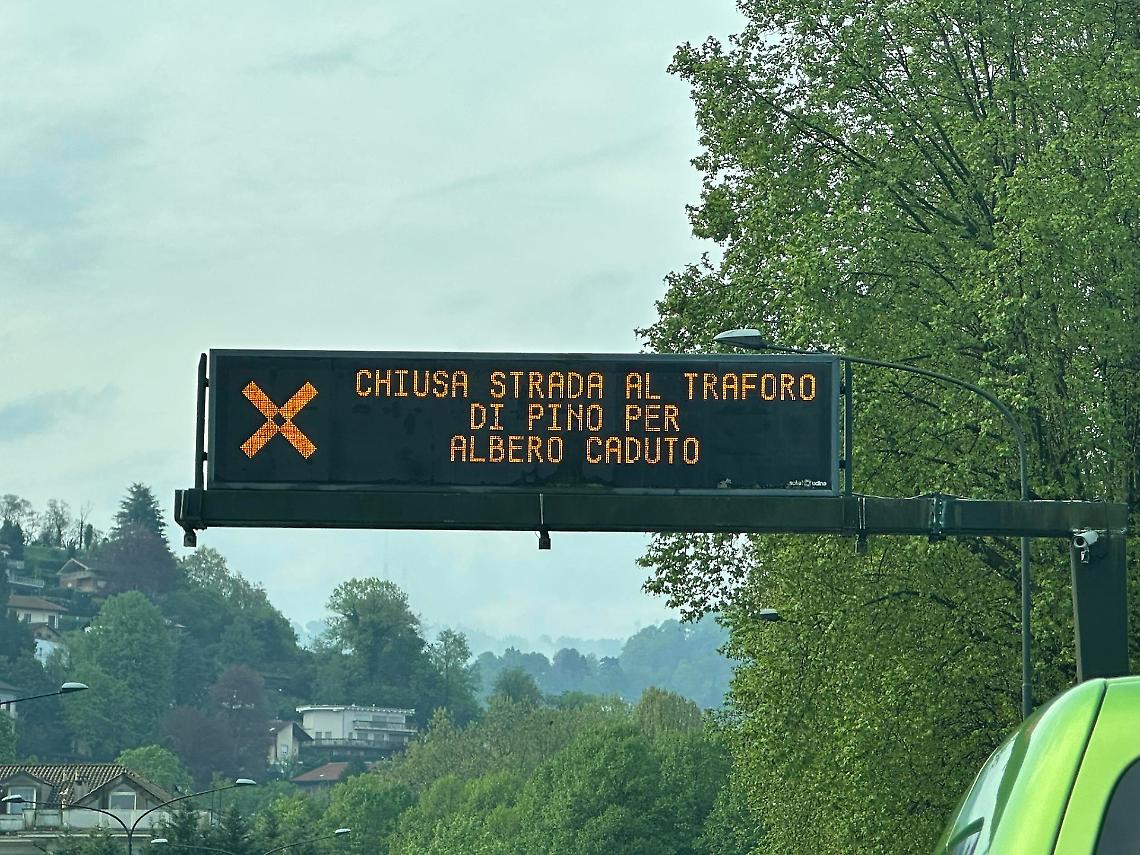 CHIUSA STRADA AL TRAFORO
DI PINO PER
ALBERO CADUTO